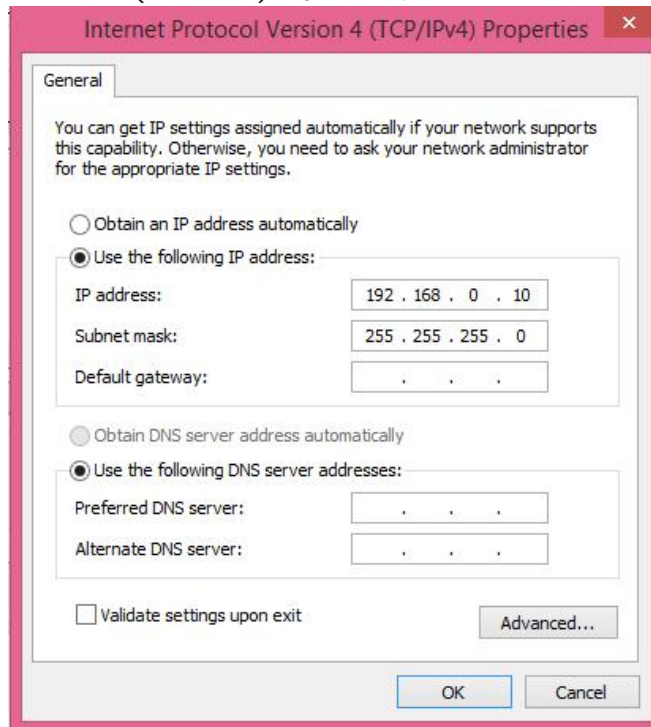 Internet Protocol Version 4 (TCP/IPv4) Properties
General
You can get IP settings assigned automatically if your network supports
this capability. Otherwise, you need to ask your network administrator
for the appropriate IP settings.
Obtain an IP address automatically
Use the following IP address:
IP address: 192 . 168 . 0 . 10
Subnet mask: 255 . 255 . 255 . 0
Default gateway: . . .
Obtain DNS server address automatically
Use the following DNS server addresses:
Preferred DNS server: . . .
Alternate DNS server: . . .
Validate settings upon exit
Advanced...
OK Cancel